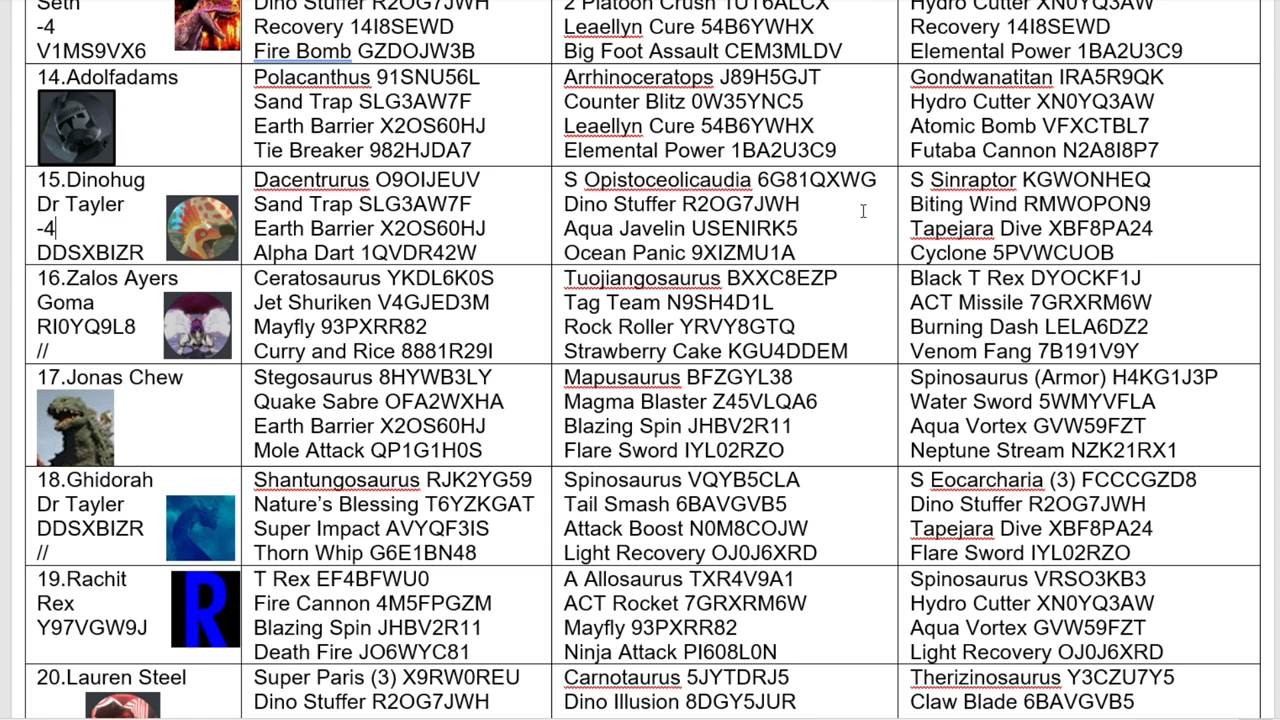 Seth
Dino Stuffer R2OG7JWH
2 Platoon Crush 1UT6ALCX
Hydro Cutter XN0YQ3AW
-4
Recovery 14I8SEWD
Leaellyn Cure 54B6YWHX
Recovery 14I8SEWD
V1MS9VX6
Fire Bomb GZDOJW3B
Big Foot Assault CEM3MLDV
Elemental Power 1BA2U3C9
14.Adolfadams
Polacanthus 91SNU56L
Arrhinoceratops J89H5GJT
Gondwanatitan IRA5R9QK
Sand Trap SLG3AW7F
Counter Blitz 0W35YNC5
Hydro Cutter XN0YQ3AW
Earth Barrier X2OS60HJ
Leaellyn Cure 54B6YWHX
Atomic Bomb VFXCTBL7
Tie Breaker 982HJDA7
Elemental Power 1BA2U3C9
Futaba Cannon N2A8I8P7
15.Dinohug
Dacentrurus O9OIJEUV
S Opistoceolicaudia 6G81QXWG
S Sinraptor KGWONHEQ
Dr Tayler
Sand Trap SLG3AW7F
Dino Stuffer R2OG7JWH
Biting Wind RMWOPON9
-4
Earth Barrier X2OS60HJ
Aqua Javelin USENIRK5
Tapejara Dive XBF8PA24
DDSXBIZR
Alpha Dart 1QVDR42W
Ocean Panic 9XIZMU1A
Cyclone 5PVWCUOB
16.Zalos Ayers
Ceratosaurus YKDL6K0S
Tuojiangosaurus BXXC8EZP
Black T Rex DYOCKF1J
Goma
Jet Shuriken V4GJED3M
Tag Team N9SH4D1L
ACT Missile 7GRXRM6W
RI0YQ9L8
Mayfly 93PXRR82
Rock Roller YRVY8GTQ
Burning Dash LELA6DZ2
//
Curry and Rice 8881R29I
Strawberry Cake KGU4DDEM
Venom Fang 7B191V9Y
17.Jonas Chew
Stegosaurus 8HYWB3LY
Mapusaurus BFZGYL38
Spinosaurus (Armor) H4KG1J3P
Quake Sabre OFA2WXHA
Magma Blaster Z45VLQA6
Water Sword 5WMYVFLA
Earth Barrier X2OS60HJ
Blazing Spin JHBV2R11
Aqua Vortex GVW59FZT
Mole Attack QP1G1H0S
Flare Sword IYL02RZO
Neptune Stream NZK21RX1
18.Ghidorah
Shantungosaurus RJK2YG59
Spinosaurus VQYB5CLA
S Eocarcharia (3) FCCCGZD8
Dr Tayler
Nature’s Blessing T6YZKGAT
Tail Smash 6BAVGVB5
Dino Stuffer R2OG7JWH
DDSXBIZR
Super Impact AVYQF3IS
Attack Boost N0M8COJW
Tapejara Dive XBF8PA24
//
Thorn Whip G6E1BN48
Light Recovery OJ0J6XRD
Flare Sword IYL02RZO
19.Rachit
T Rex EF4BFWU0
A Allosaurus TXR4V9A1
Spinosaurus VRSO3KB3
Rex
R
Fire Cannon 4M5FPGZM
ACT Rocket 7GRXRM6W
Hydro Cutter XN0YQ3AW
Y97VGW9J
Blazing Spin JHBV2R11
Mayfly 93PXRR82
Aqua Vortex GVW59FZT
Death Fire JO6WYC81
Ninja Attack PI608L0N
Light Recovery OJ0J6XRD
20.Lauren Steel
Super Paris (3) X9RW0REU
Carnotaurus 5JYTDRJ5
Therizinosaurus Y3CZU7Y5
Dino Stuffer R2OG7JWH
Dino Illusion 8DGY5JUR
Claw Blade 6BAVGVB5